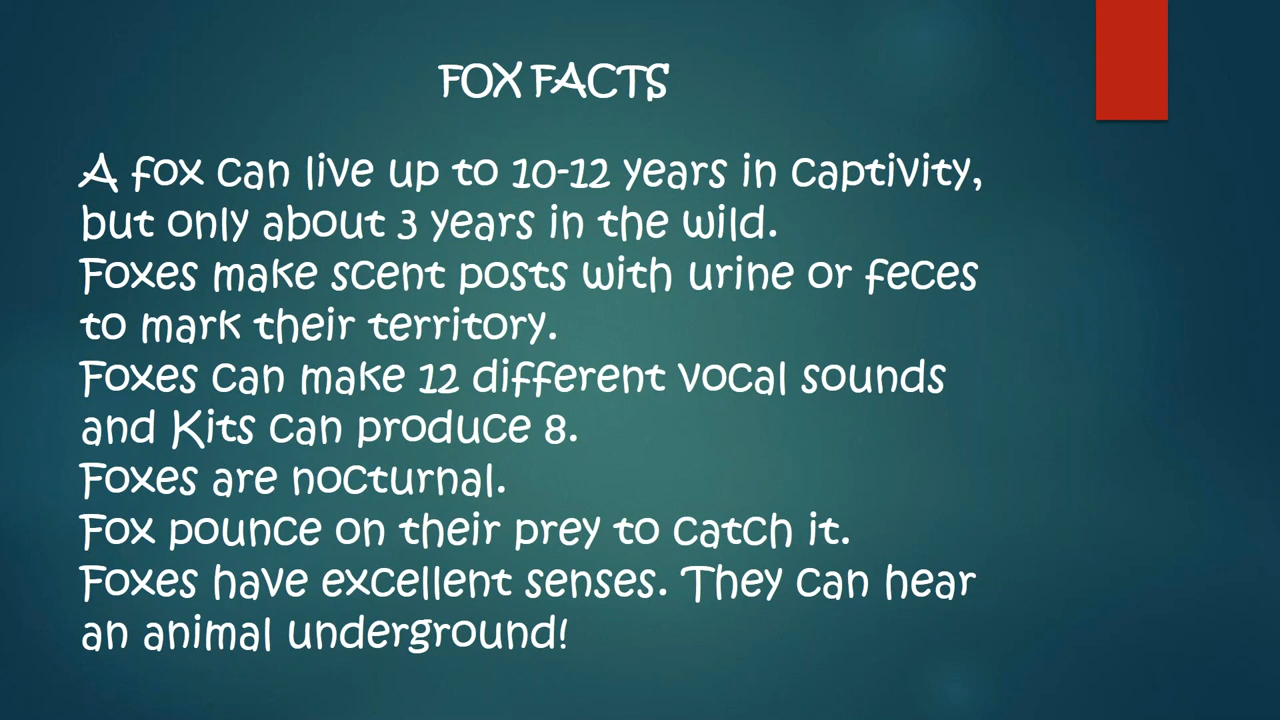 FOX FACTS
A fox can live up to 10-12 years in captivity,
but only about 3 years in the wild.
Foxes make scent posts with urine or feces
to mark their territory.
Foxes can make 12 different vocal sounds
and Kits can produce 8.
Foxes are nocturnal.
Fox pounce on their prey to catch it.
Foxes have excellent senses. They can hear
an animal underground!